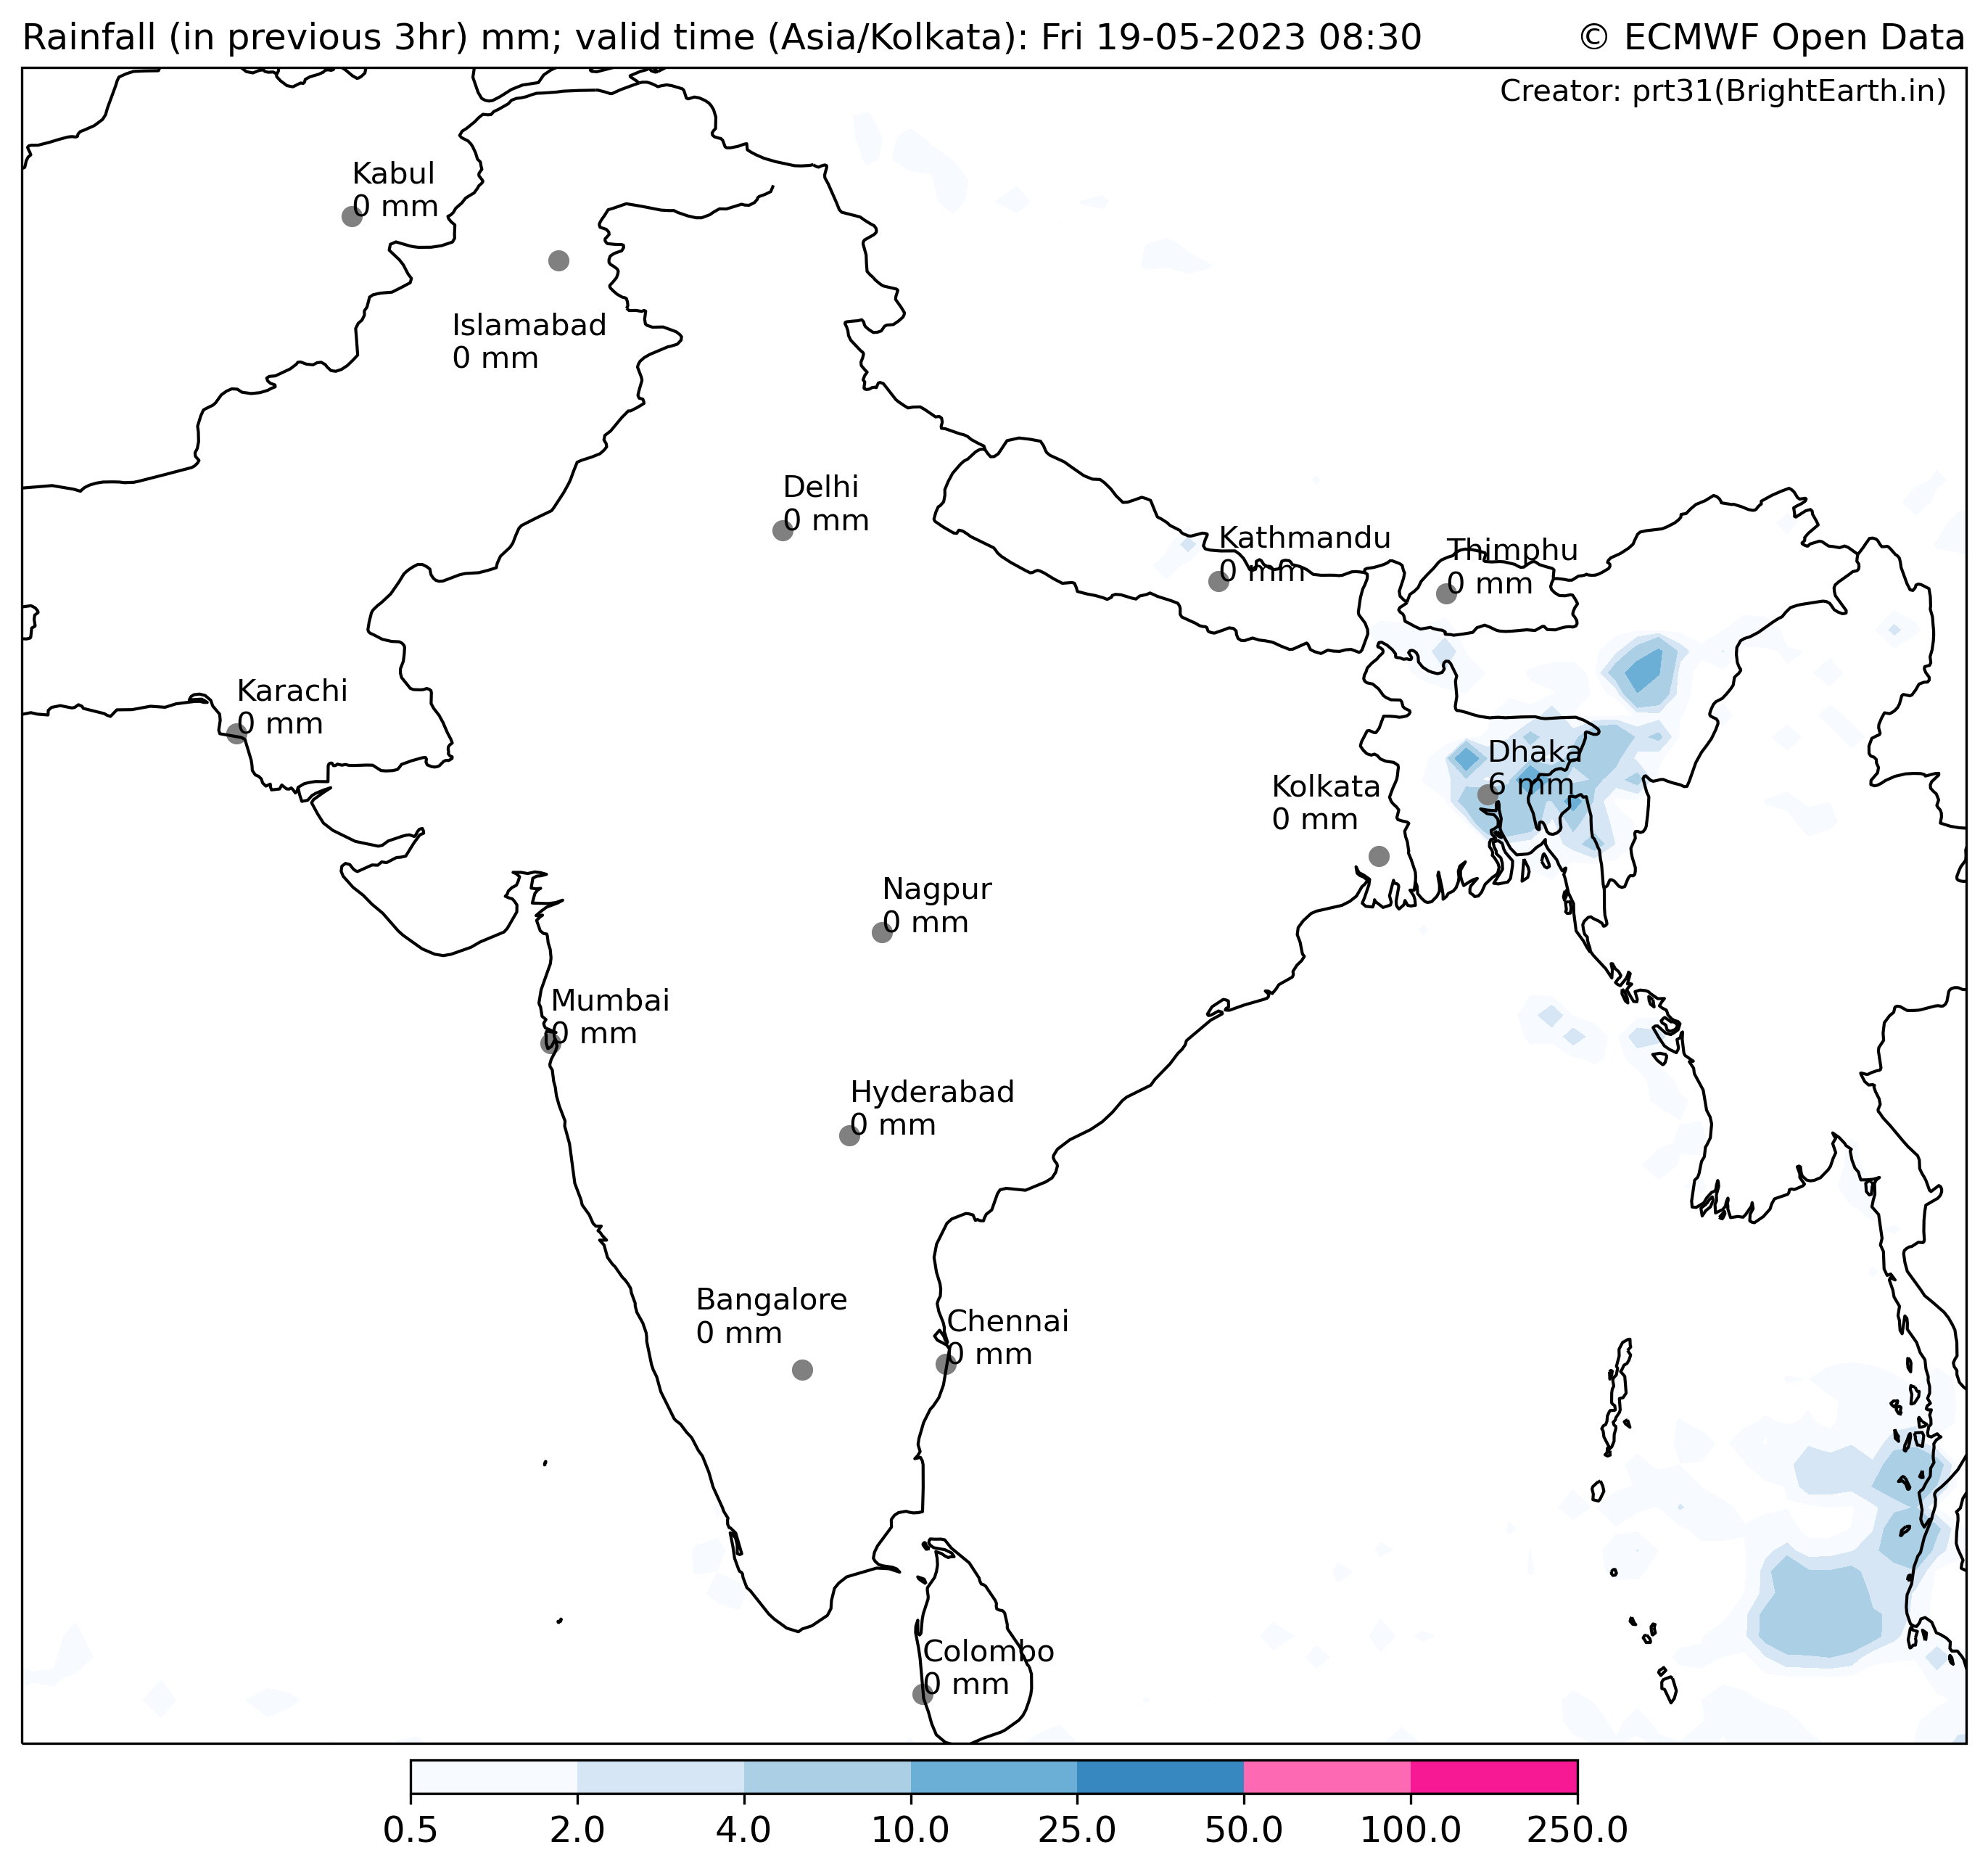 Rainfall (in previous 3hr) mm; valid time (Asia/Kolkata): Fri 19-05-2023 08:30
© ECMWF Open Data
Creator: prt31(BrightEarth.in)
Kabul
0 mm
Islamabad
0 mm
Delhi
0 mm
Kathmandu
0 mm
Thimphu
0 mm
Karachi
0 mm
Dhaka
6 mm
Kolkata
0 mm
Nagpur
0 mm
Mumbai
0 mm
Hyderabad
0 mm
Bangalore
0 mm
Chennai
0 mm
Colombo
0 mm
0.5 2.0 4.0 10.0 25.0 50.0 100.0 250.0